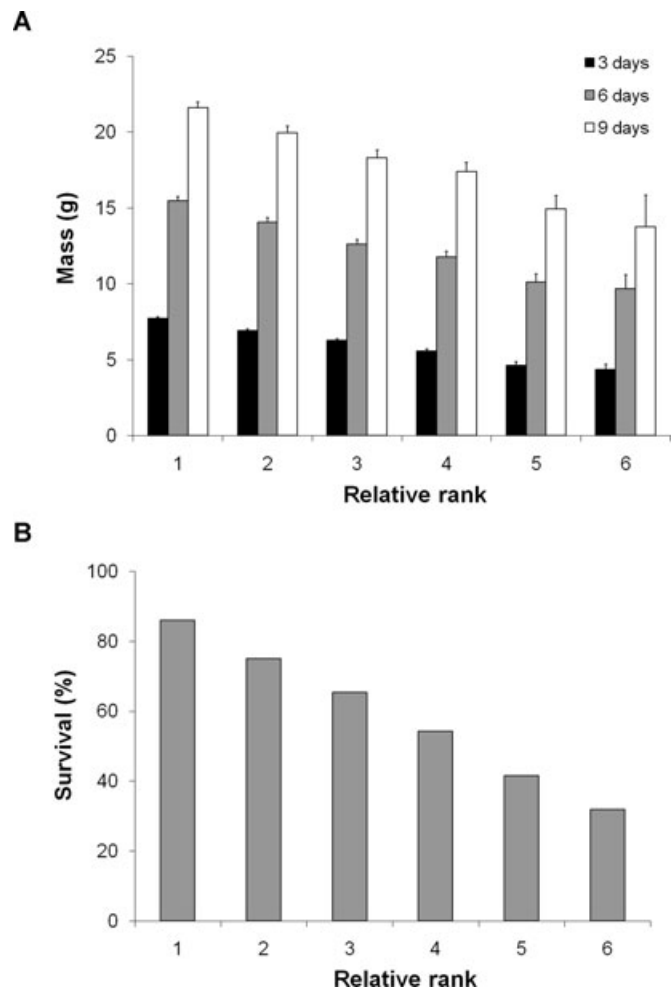 A
25
20
15
10
5
0
Mass (g)
3 days
6 days
9 days
1 2 3 4 5 6
Relative rank
B
100
80
60
40
20
0
Survival (%)
1 2 3 4 5 6
Relative rank